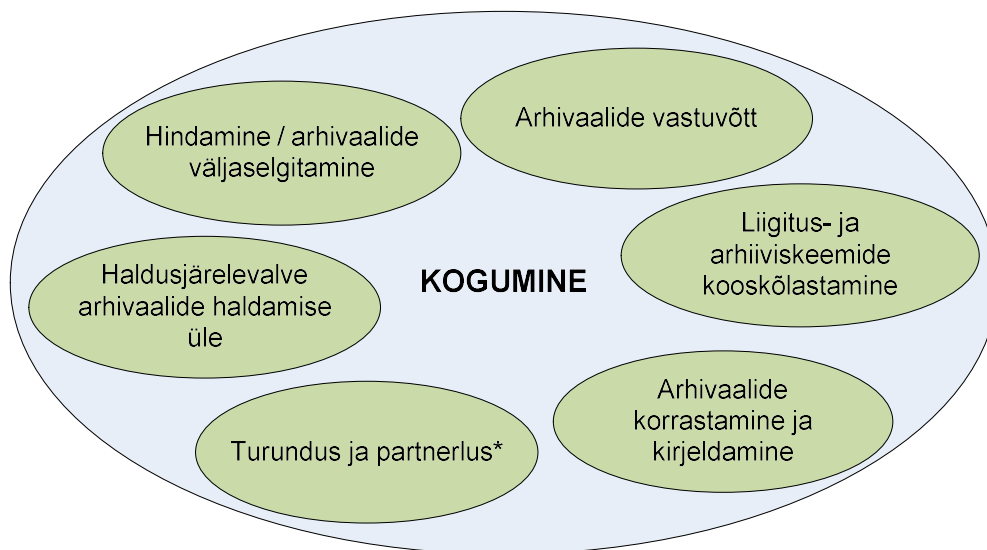 Hindamine / arhivaalide
väljaselgitamine
Arhivaalide vastuvõtt
Liigitus- ja
arhiiviskeemide
kooskõlastamine
Haldusjärelevalve
arhivaalide haldamise
üle
KOGUMINE
Turundus ja partnerlus*
Arhivaalide
korrastamine ja
kirjeldamine